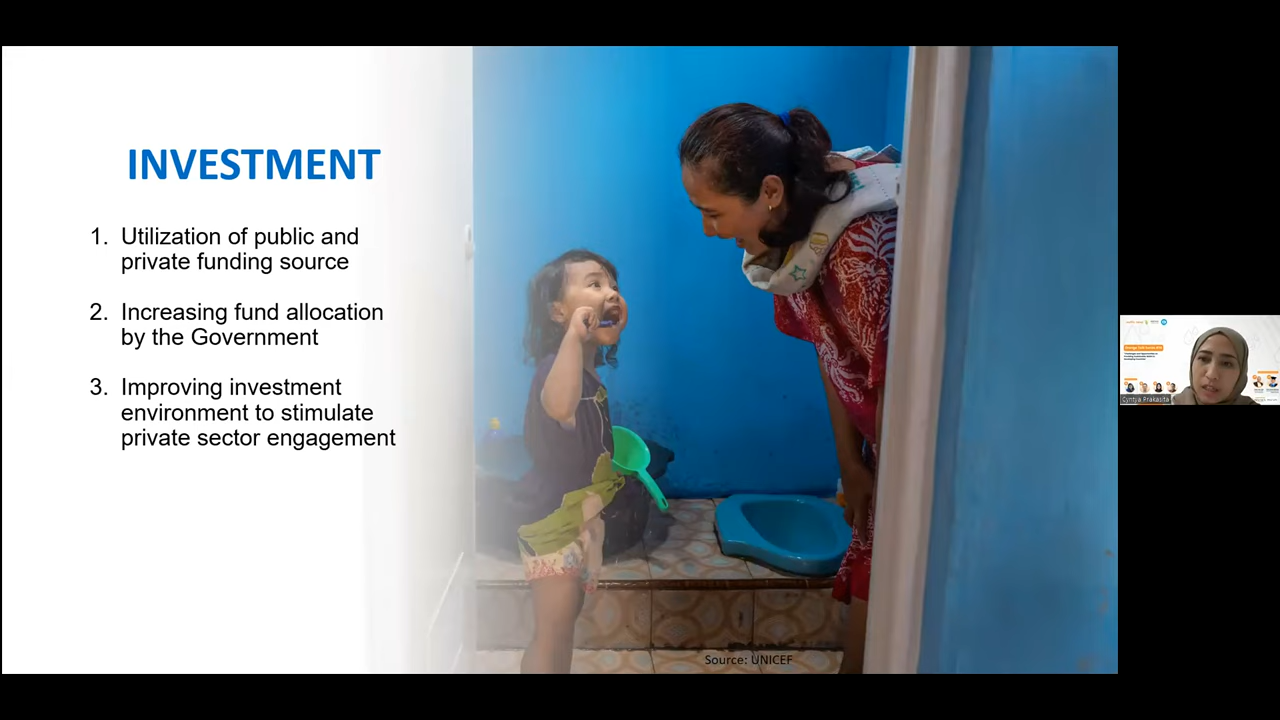 INVESTMENT
1. Utilization of public and
private funding source
2. Increasing fund allocation
by the Government
3. Improving investment
environment to stimulate
private sector engagement
Source: UNICEF
Cyntya Prakasita